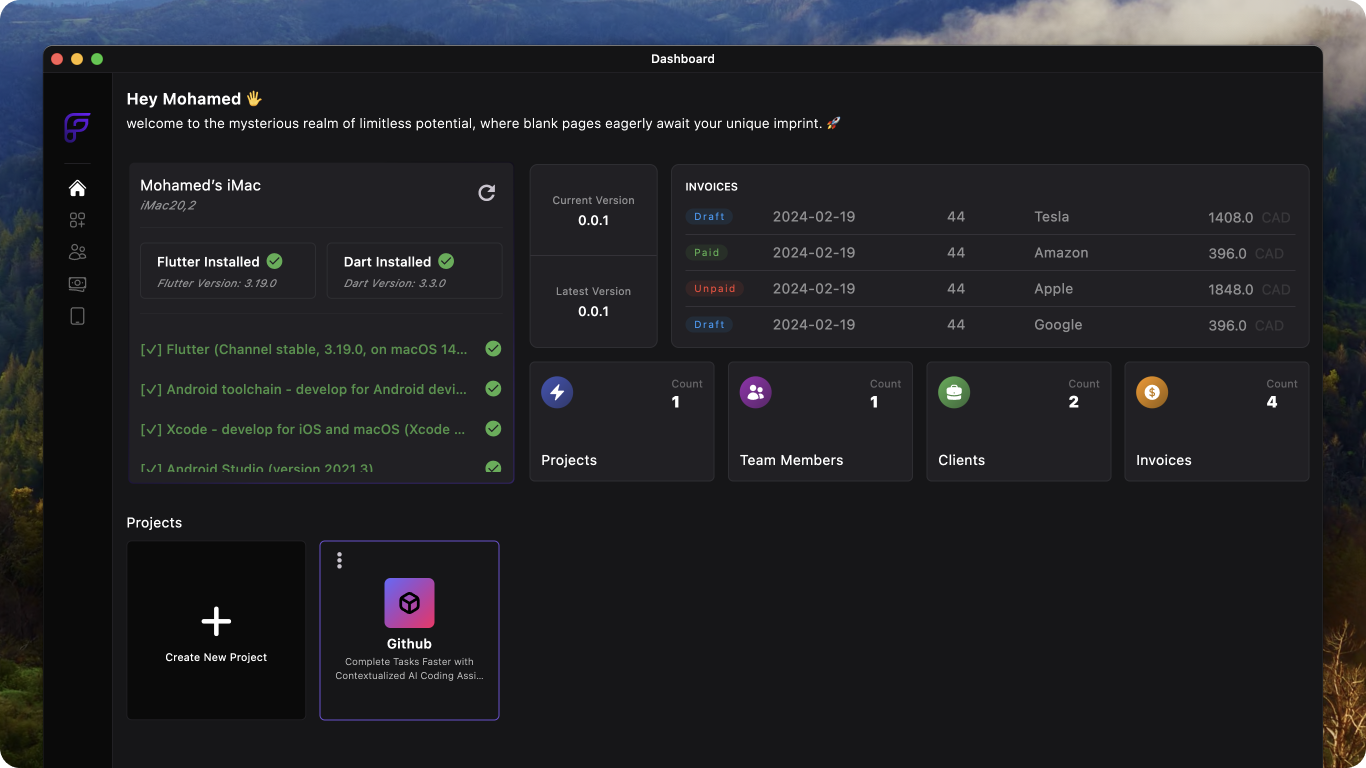 Dashboard
Hey Mohamed 🖐
welcome to the mysterious realm of limitless potential, where blank pages eagerly await your unique imprint. 🚀
Mohamed's iMac
iMac20,2
Flutter Installed
Flutter Version: 3.19.0
Dart Installed
Dart Version: 3.3.0
[✓] Flutter (Channel stable, 3.19.0, on macOS 14...
[✓] Android toolchain - develop for Android devi...
[✓] Xcode - develop for iOS and macOS (Xcode ...
[✓] Android Studio (version 2021.3)
Current Version
0.0.1
Latest Version
0.0.1
INVOICES
Draft 2024-02-19 44 Tesla 1408.0 CAD
Paid 2024-02-19 44 Amazon 396.0 CAD
Unpaid 2024-02-19 44 Apple 1848.0 CAD
Draft 2024-02-19 44 Google 396.0 CAD
Count
1
Projects
Count
1
Team Members
Count
2
Clients
Count
4
Invoices
Projects
Create New Project
Github
Complete Tasks Faster with
Contextualized AI Coding Assi...